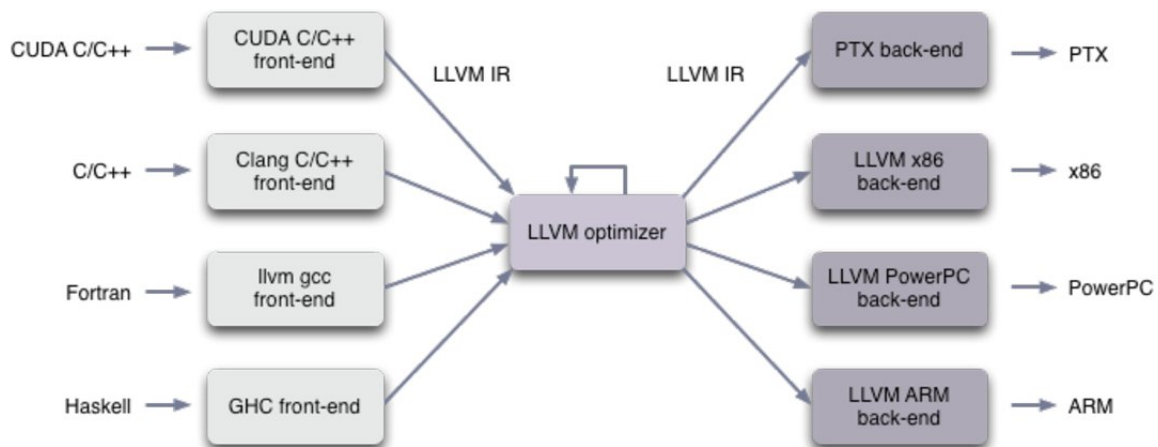 CUDA C/C++
CUDA C/C++
front-end
LLVM IR
LLVM IR
PTX back-end
PTX
C/C++
Clang C/C++
front-end
LLVM x86
back-end
x86
LLVM optimizer
Fortran
llvm gcc
front-end
LLVM PowerPC
back-end
PowerPC
Haskell
GHC front-end
LLVM ARM
back-end
ARM